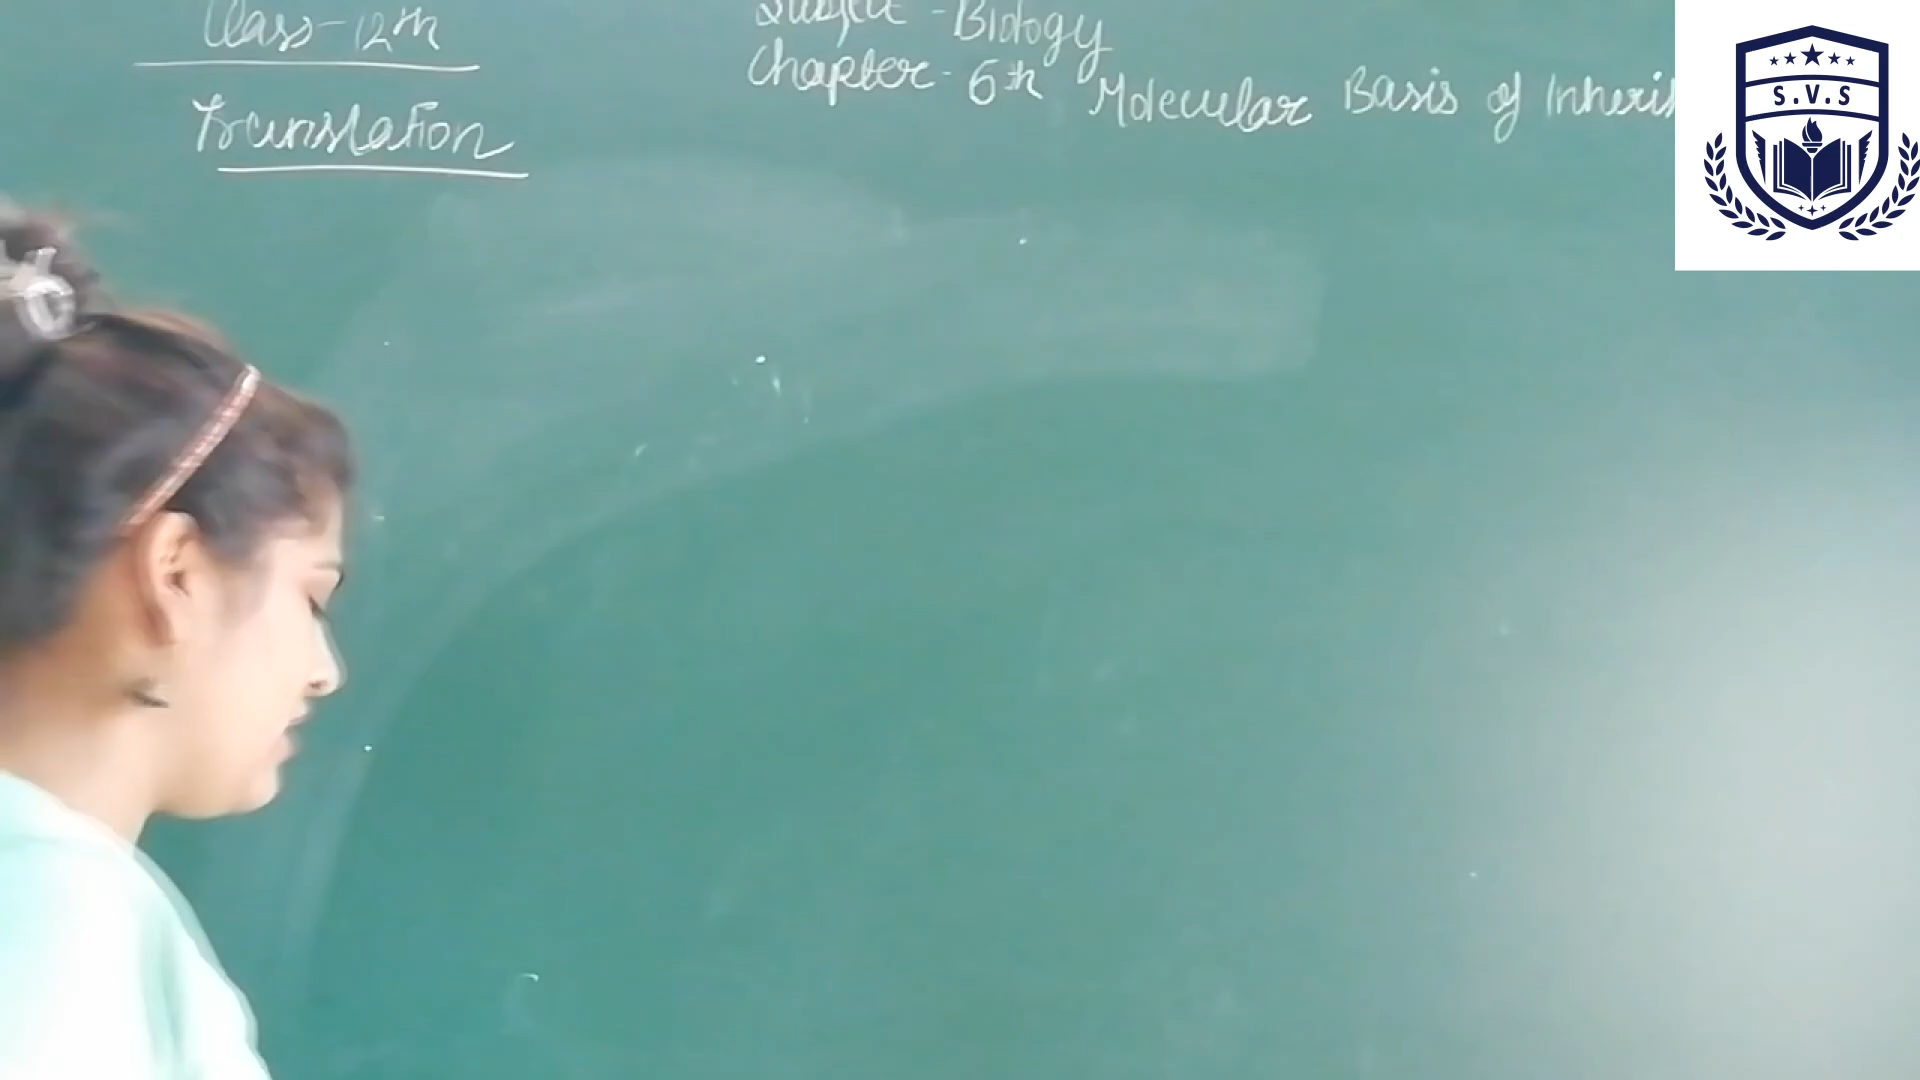 Class-12th
Subject - Biology
Chapter - 6th Molecular Basis of Inherit
Translation
S.V.S